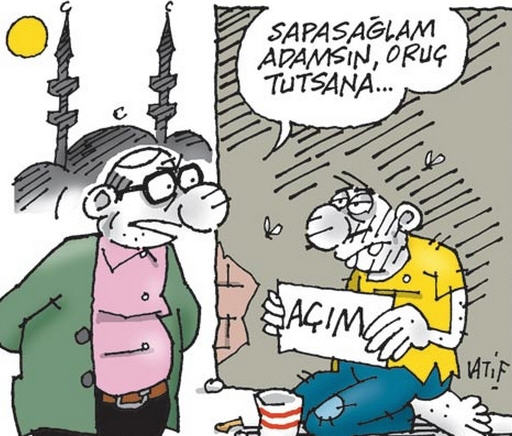 SAPASAĞLAM
ADAMSIN, ORUÇ
TUTSANA...
AÇIM
LATİF